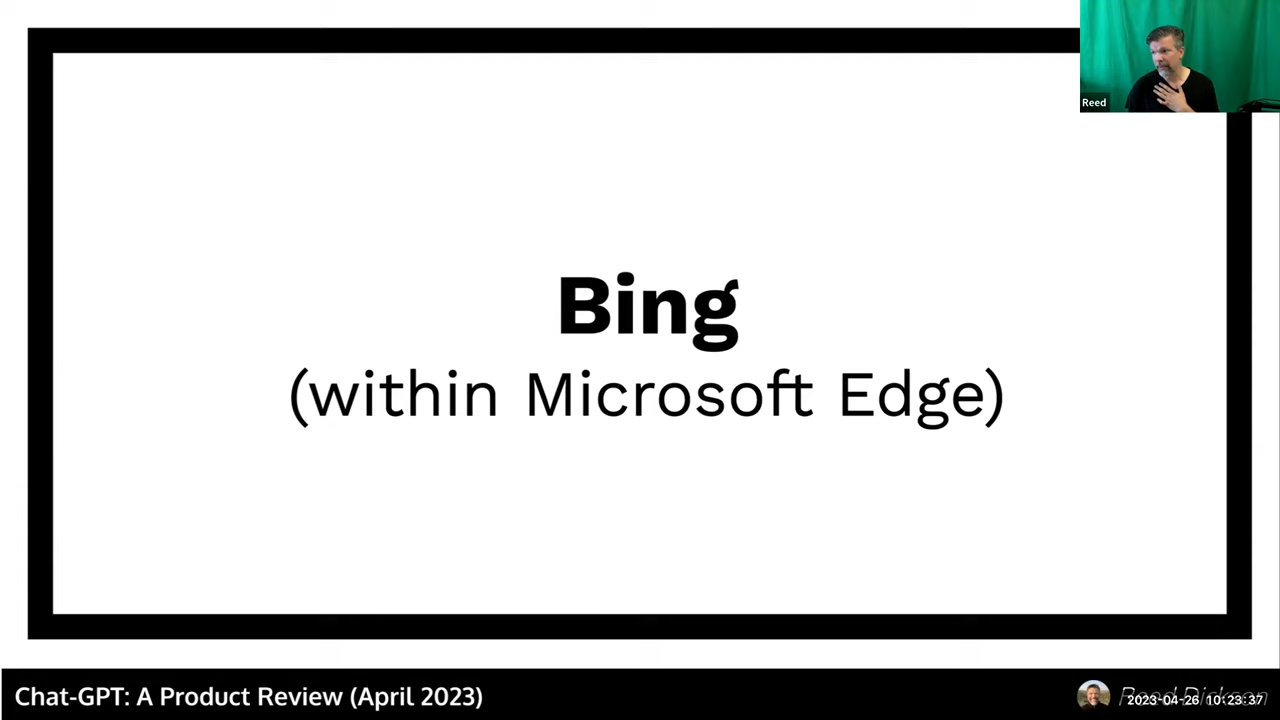 Reed
Bing
(within Microsoft Edge)
Chat-GPT: A Product Review (April 2023)
2023-04-26 10:23:37